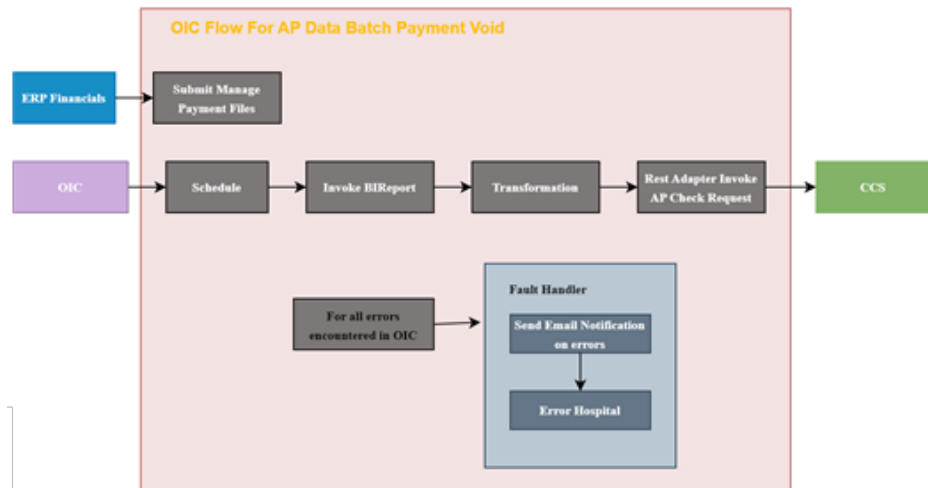 OIC Flow For AP Data Batch Payment Void
ERP Financials
Submit Manage
Payment Files
OIC
Schedule
Invoke BIReport
Transformation
Rest Adapter Invoke
AP Check Request
CCS
For all errors
encountered in OIC
Fault Handler
Send Email Notification
on errors
Error Hospital